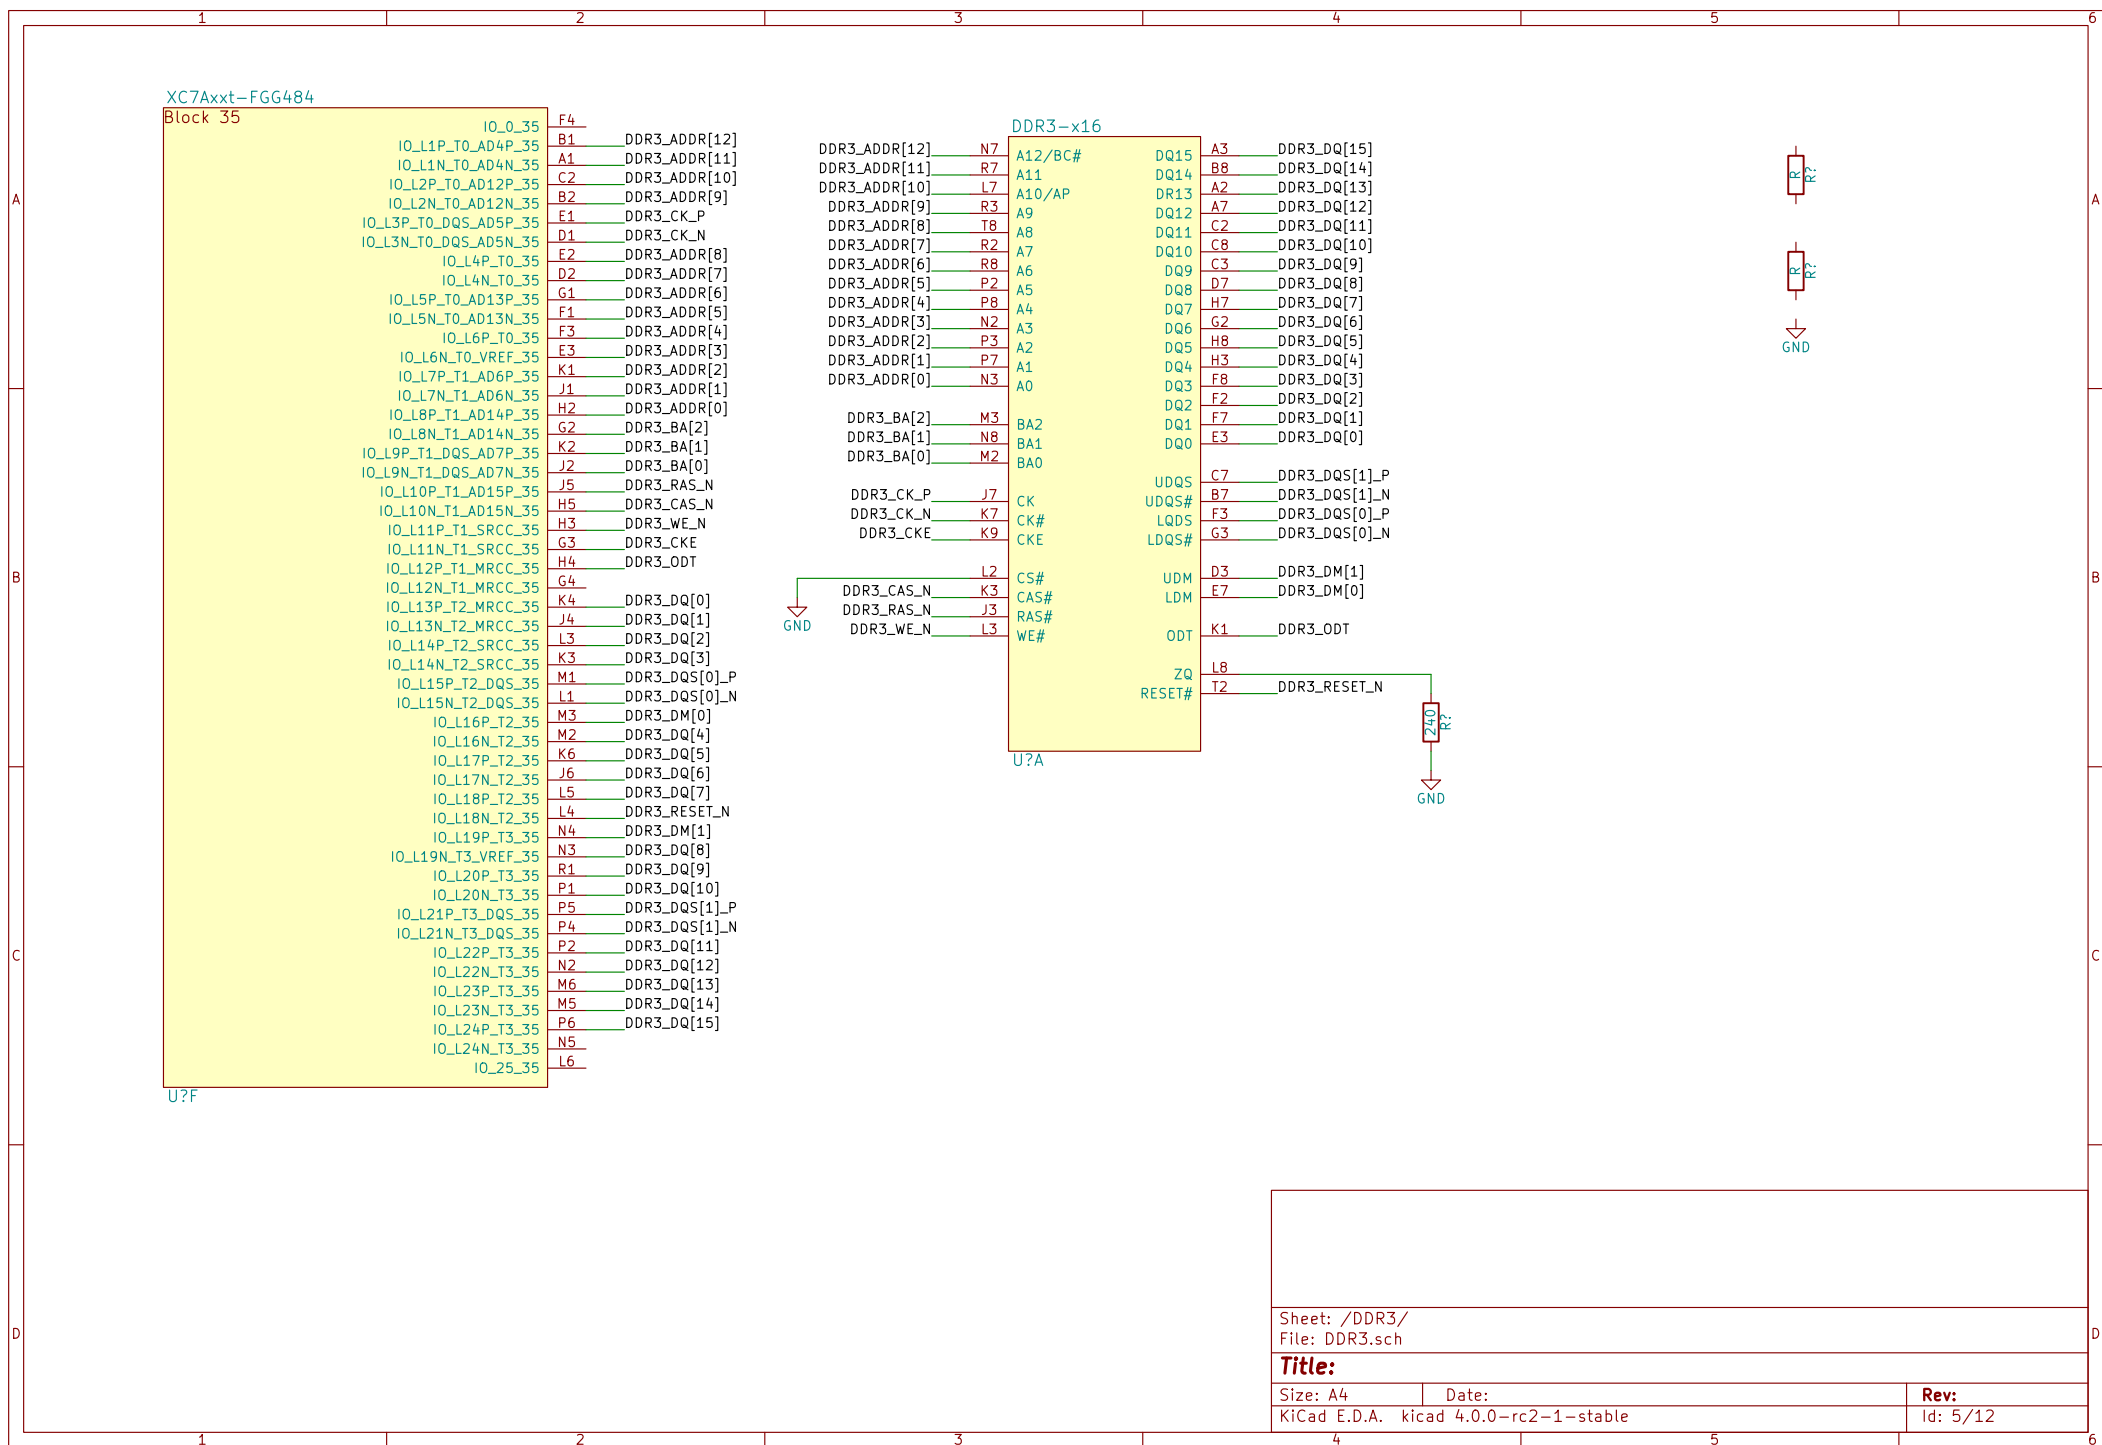 1 2 3 4 5 6
XC7Axxt-FGG484
Block 35
IO_0_35 F4
IO_L1P_T0_AD4P_35 B1 DDR3_ADDR[12]
IO_L1N_T0_AD4N_35 A1 DDR3_ADDR[11]
IO_L2P_T0_AD12P_35 C2 DDR3_ADDR[10]
IO_L2N_T0_AD12N_35 B2 DDR3_ADDR[9]
IO_L3P_T0_DQS_AD5P_35 E1 DDR3_CK_P
IO_L3N_T0_DQS_AD5N_35 D1 DDR3_CK_N
IO_L4P_T0_35 E2 DDR3_ADDR[8]
IO_L4N_T0_35 D2 DDR3_ADDR[7]
IO_L5P_T0_AD13P_35 G1 DDR3_ADDR[6]
IO_L5N_T0_AD13N_35 F1 DDR3_ADDR[5]
IO_L6P_T0_35 F3 DDR3_ADDR[4]
IO_L6N_T0_VREF_35 E3 DDR3_ADDR[3]
IO_L7P_T1_AD6P_35 K1 DDR3_ADDR[2]
IO_L7N_T1_AD6N_35 J1 DDR3_ADDR[1]
IO_L8P_T1_AD14P_35 H2 DDR3_ADDR[0]
IO_L8N_T1_AD14N_35 G2 DDR3_BA[2]
IO_L9P_T1_DQS_AD7P_35 K2 DDR3_BA[1]
IO_L9N_T1_DQS_AD7N_35 J2 DDR3_BA[0]
IO_L10P_T1_AD15P_35 J5 DDR3_RAS_N
IO_L10N_T1_AD15N_35 H5 DDR3_CAS_N
IO_L11P_T1_SRCC_35 H3 DDR3_WE_N
IO_L11N_T1_SRCC_35 G3 DDR3_CKE
IO_L12P_T1_MRCC_35 H4 DDR3_ODT
IO_L12N_T1_MRCC_35 G4
IO_L13P_T2_MRCC_35 K4 DDR3_DQ[0]
IO_L13N_T2_MRCC_35 J4 DDR3_DQ[1]
IO_L14P_T2_SRCC_35 L3 DDR3_DQ[2]
IO_L14N_T2_SRCC_35 K3 DDR3_DQ[3]
IO_L15P_T2_DQS_35 M1 DDR3_DQS[0]_P
IO_L15N_T2_DQS_35 L1 DDR3_DQS[0]_N
IO_L16P_T2_35 M3 DDR3_DM[0]
IO_L16N_T2_35 M2 DDR3_DQ[4]
IO_L17P_T2_35 K6 DDR3_DQ[5]
IO_L17N_T2_35 J6 DDR3_DQ[6]
IO_L18P_T2_35 L5 DDR3_DQ[7]
IO_L18N_T2_35 L4 DDR3_RESET_N
IO_L19P_T3_35 N4 DDR3_DM[1]
IO_L19N_T3_VREF_35 N3 DDR3_DQ[8]
IO_L20P_T3_35 R1 DDR3_DQ[9]
IO_L20N_T3_35 P1 DDR3_DQ[10]
IO_L21P_T3_DQS_35 P5 DDR3_DQS[1]_P
IO_L21N_T3_DQS_35 P4 DDR3_DQS[1]_N
IO_L22P_T3_35 P2 DDR3_DQ[11]
IO_L22N_T3_35 N2 DDR3_DQ[12]
IO_L23P_T3_35 M6 DDR3_DQ[13]
IO_L23N_T3_35 M5 DDR3_DQ[14]
IO_L24P_T3_35 P6 DDR3_DQ[15]
IO_L24N_T3_35 N5
IO_25_35 L6
U?F
DDR3-x16
DDR3_ADDR[12] N7 A12/BC# DQ15 A3 DDR3_DQ[15]
DDR3_ADDR[11] R7 A11 DQ14 B8 DDR3_DQ[14]
DDR3_ADDR[10] L7 A10/AP DR13 A2 DDR3_DQ[13]
DDR3_ADDR[9] R3 A9 DQ12 A7 DDR3_DQ[12]
DDR3_ADDR[8] T8 A8 DQ11 C2 DDR3_DQ[11]
DDR3_ADDR[7] R2 A7 DQ10 C8 DDR3_DQ[10]
DDR3_ADDR[6] R8 A6 DQ9 C3 DDR3_DQ[9]
DDR3_ADDR[5] P2 A5 DQ8 D7 DDR3_DQ[8]
DDR3_ADDR[4] P8 A4 DQ7 H7 DDR3_DQ[7]
DDR3_ADDR[3] N2 A3 DQ6 G2 DDR3_DQ[6]
DDR3_ADDR[2] P3 A2 DQ5 H8 DDR3_DQ[5]
DDR3_ADDR[1] P7 A1 DQ4 H3 DDR3_DQ[4]
DDR3_ADDR[0] N3 A0 DQ3 F8 DDR3_DQ[3]
DQ2 F2 DDR3_DQ[2]
DDR3_BA[2] M3 BA2 DQ1 F7 DDR3_DQ[1]
DDR3_BA[1] N8 BA1 DQ0 E3 DDR3_DQ[0]
DDR3_BA[0] M2 BA0
UDQS C7 DDR3_DQS[1]_P
DDR3_CK_P J7 CK UDQS# B7 DDR3_DQS[1]_N
DDR3_CK_N K7 CK# LQDS F3 DDR3_DQS[0]_P
DDR3_CKE K9 CKE LDQS# G3 DDR3_DQS[0]_N
L2 CS# UDM D3 DDR3_DM[1]
DDR3_CAS_N K3 CAS# LDM E7 DDR3_DM[0]
DDR3_RAS_N J3 RAS#
GND
DDR3_WE_N L3 WE# ODT K1 DDR3_ODT
ZQ L8
RESET# T2 DDR3_RESET_N
240 R?
U?A
GND
R R?
R R?
GND
A A
B B
C C
D D
Sheet: /DDR3/
File: DDR3.sch
Title:
Size: A4 Date: Rev:
KiCad E.D.A. kicad 4.0.0-rc2-1-stable Id: 5/12
1 2 3 4 5 6